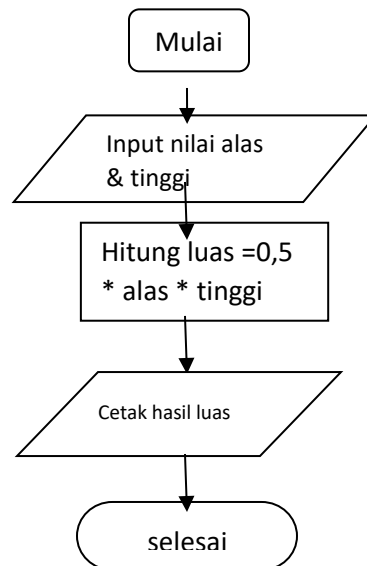 Mulai
Input nilai alas
& tinggi
Hitung luas =0,5
* alas * tinggi
Cetak hasil luas
selesai